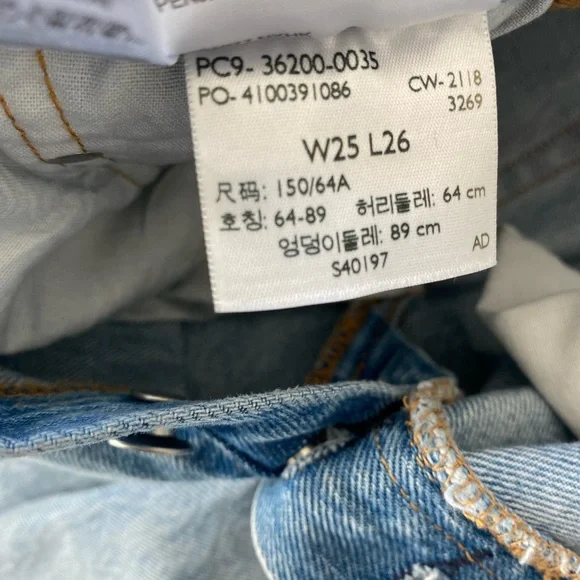 PC9- 36200-0035
PO- 4100391086
CW- 2118
3269
W25 L26
尺码: 150/64A
호칭: 64-89 허리둘레: 64 cm
엉덩이둘레: 89 cm
S40197
AD